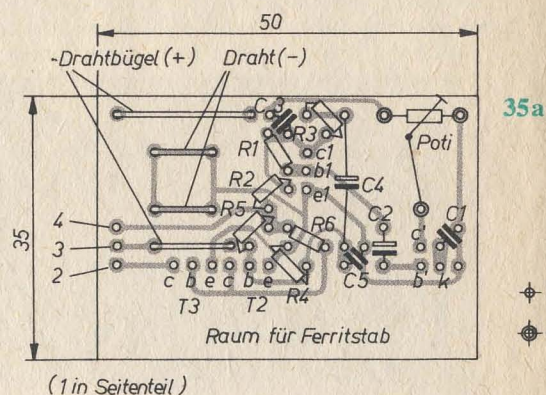 50
-Drahtbügel (+) Draht(-)
35a
C3
R3
Poti
R1
c1
b1
R2
e1
C4
35
R5
4
R6
C2
c'
C1
3
2
c b e c b e
R4
C5
b' k
T3 T2
Raum für Ferritstab
(1 in Seitenteil)